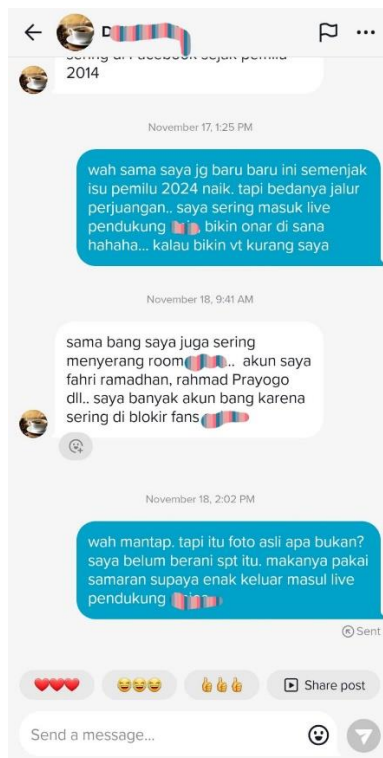 D
2014
November 17, 1:25 PM
wah sama saya jg baru baru ini semenjak
isu pemilu 2024 naik. tapi bedanya jalur
perjuangan.. saya sering masuk live
pendukung bikin onar di sana
hahaha... kalau bikin vt kurang saya
November 18, 9:41 AM
sama bang saya juga sering
menyerang room .. akun saya
fahri ramadhan, rahmad Prayogo
dll.. saya banyak akun bang karena
sering di blokir fans
November 18, 2:02 PM
wah mantap. tapi itu foto asli apa bukan?
saya belum berani spt itu. makanya pakai
samaran supaya enak keluar masul live
pendukung
Sent
Share post
Send a message...